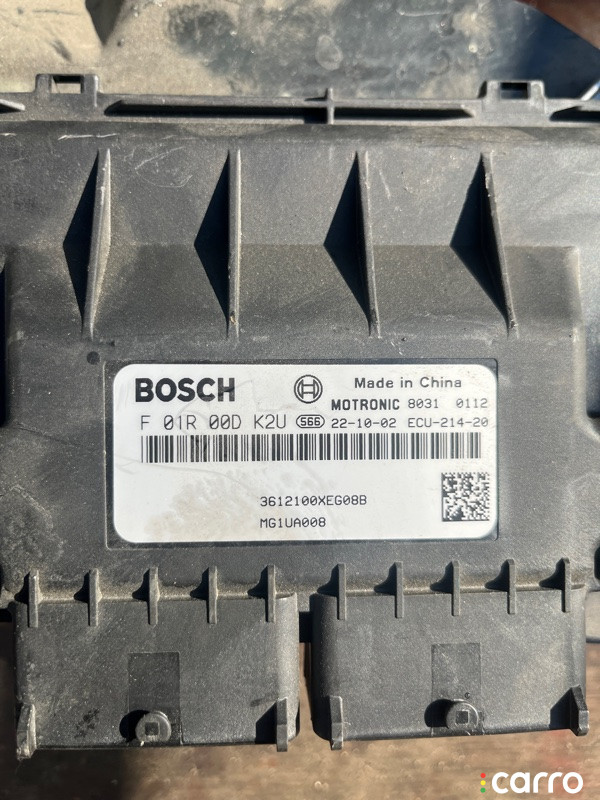 BOSCH
Made in China
MOTRONIC 8031 0112
F 01R 00D K2U 566 22-10-02 ECU-214-20
3612100XEG08B
MG1UA008
carro